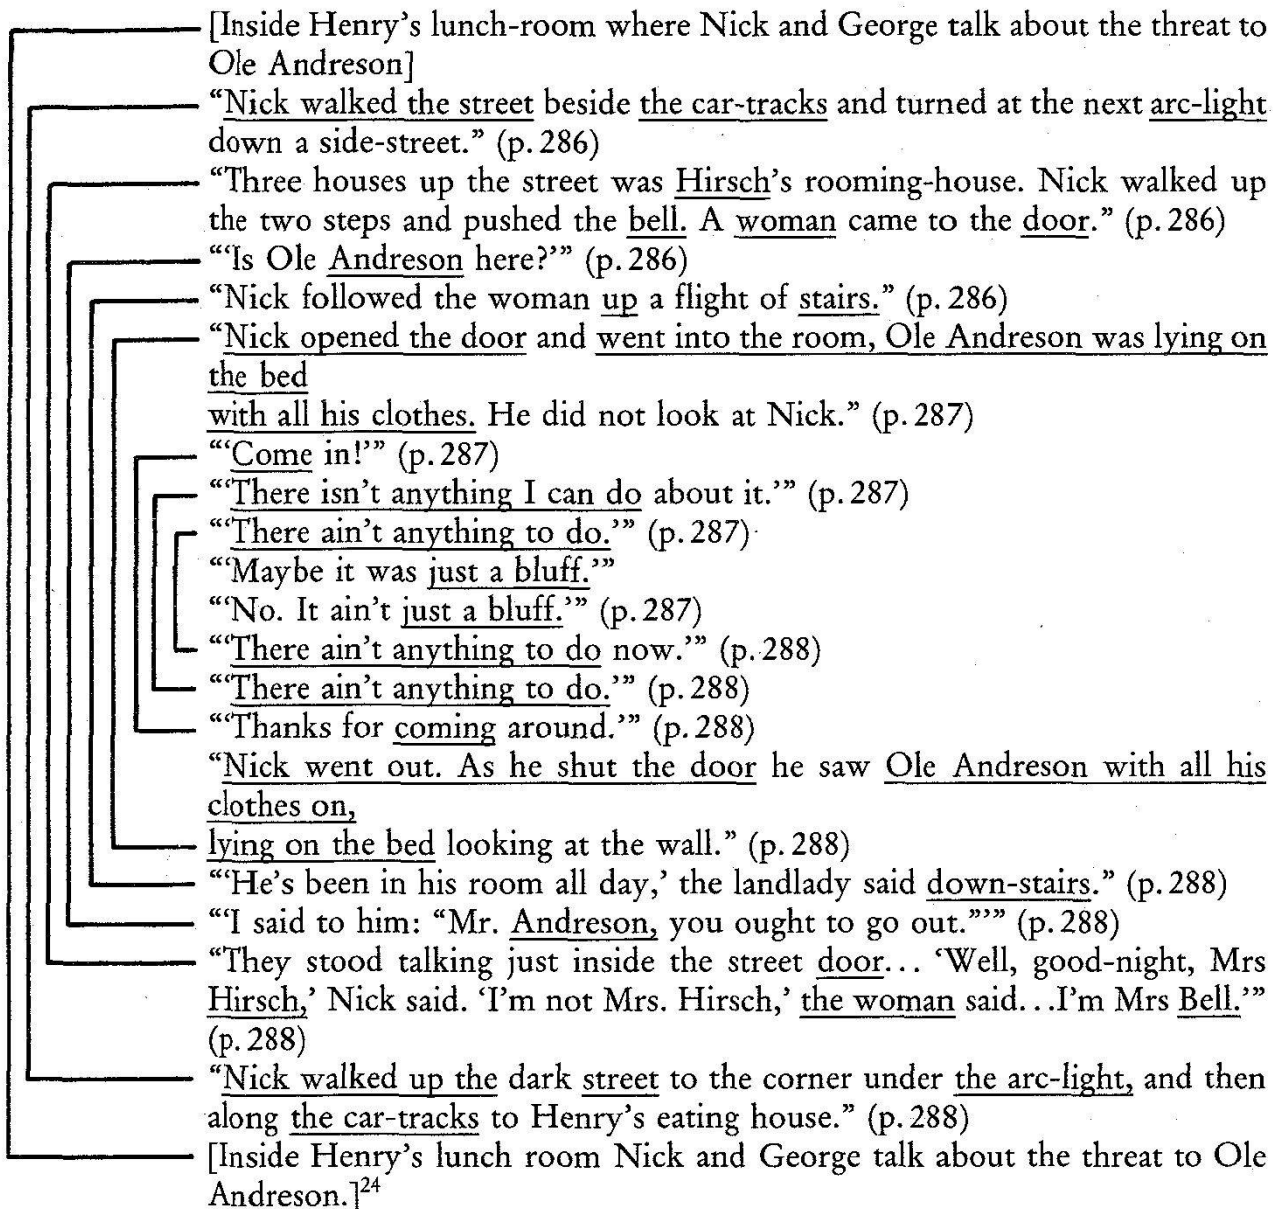 [Inside Henry’s lunch-room where Nick and George talk about the threat to
Ole Andreson]
“Nick walked the street beside the car-tracks and turned at the next arc-light
down a side-street.” (p. 286)
“Three houses up the street was Hirsch’s rooming-house. Nick walked up
the two steps and pushed the bell. A woman came to the door.” (p. 286)
“‘Is Ole Andreson here?’” (p. 286)
“Nick followed the woman up a flight of stairs.” (p. 286)
“Nick opened the door and went into the room, Ole Andreson was lying on
the bed
with all his clothes. He did not look at Nick.” (p. 287)
“‘Come in!’” (p. 287)
“‘There isn’t anything I can do about it.’” (p. 287)
“‘There ain’t anything to do.’” (p. 287)
“‘Maybe it was just a bluff.’”
“‘No. It ain’t just a bluff.’” (p. 287)
“‘There ain’t anything to do now.’” (p. 288)
“‘There ain’t anything to do.’” (p. 288)
“‘Thanks for coming around.’” (p. 288)
“Nick went out. As he shut the door he saw Ole Andreson with all his
clothes on,
lying on the bed looking at the wall.” (p. 288)
“‘He’s been in his room all day,’ the landlady said down-stairs.” (p. 288)
“‘I said to him: “Mr. Andreson, you ought to go out.”’” (p. 288)
“They stood talking just inside the street door... ‘Well, good-night, Mrs
Hirsch,’ Nick said. ‘I’m not Mrs. Hirsch,’ the woman said...I’m Mrs Bell.’”
(p. 288)
“Nick walked up the dark street to the corner under the arc-light, and then
along the car-tracks to Henry’s eating house.” (p. 288)
[Inside Henry’s lunch room Nick and George talk about the threat to Ole
Andreson.]24